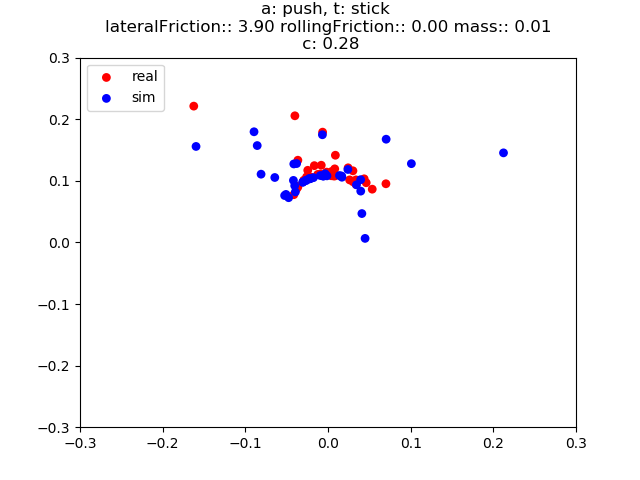 a: push, t: stick
lateralFriction:: 3.90 rollingFriction:: 0.00 mass:: 0.01
c: 0.28
real
sim
0.3
0.2
0.1
0.0
−0.1
−0.2
−0.3
−0.3 −0.2 −0.1 0.0 0.1 0.2 0.3